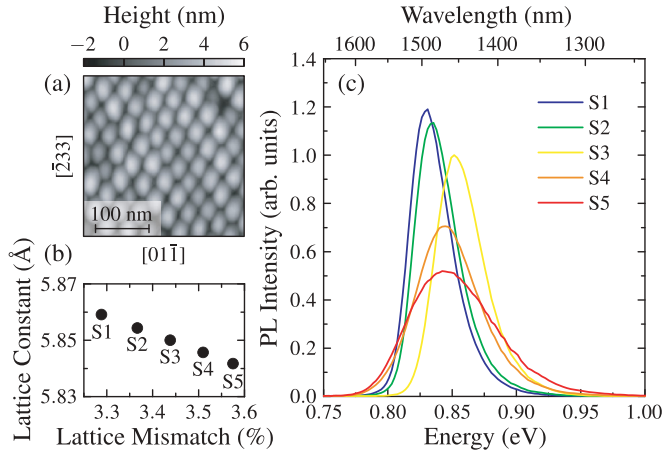 Height (nm)
−2 0 2 4 6
(a)
[2̄33]
100 nm
[011̄]
(b)
Lattice Constant (Å)
5.87
5.85
5.83
S1
S2
S3
S4
S5
3.3 3.4 3.5 3.6
Lattice Mismatch (%)
Wavelength (nm)
1600 1500 1400 1300
(c)
PL Intensity (arb. units)
1.4
1.2
1.0
0.8
0.6
0.4
0.2
0.0
S1
S2
S3
S4
S5
0.75 0.80 0.85 0.90 0.95 1.00
Energy (eV)